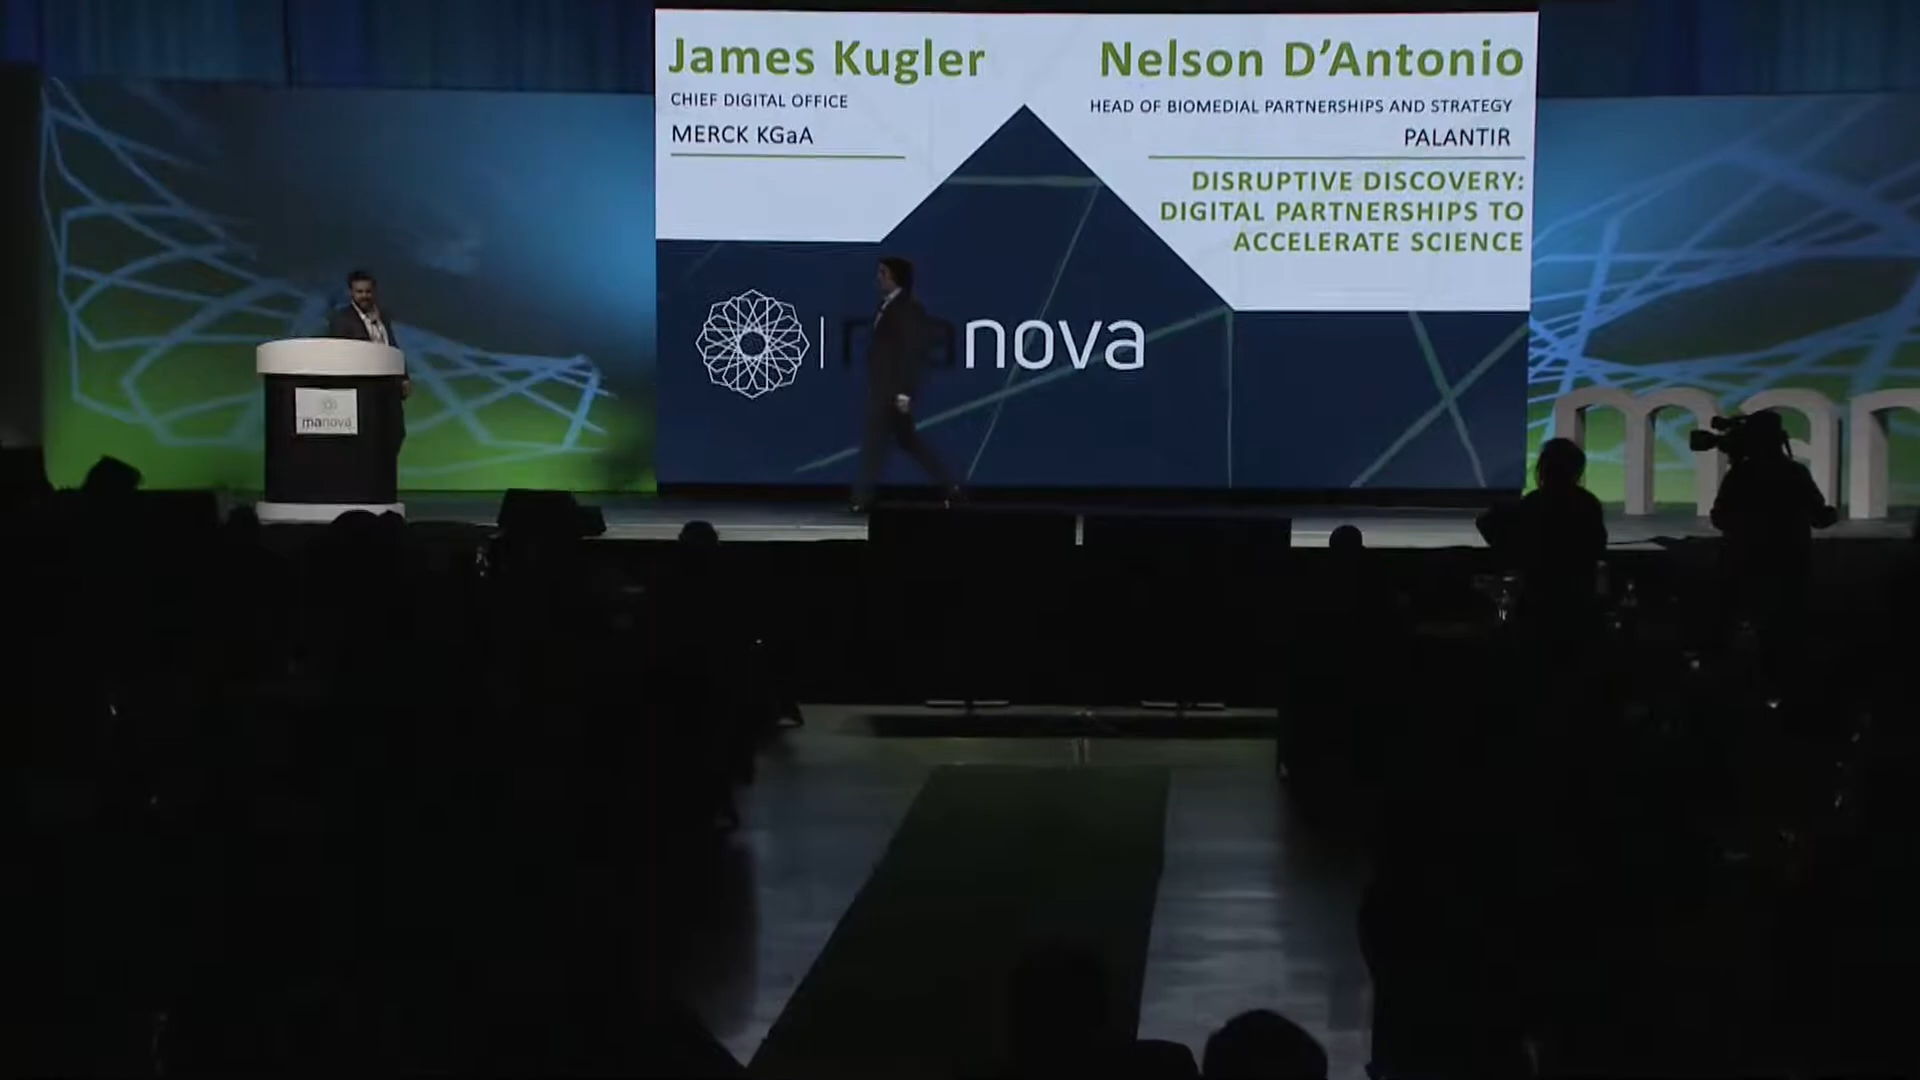 James Kugler
CHIEF DIGITAL OFFICE
MERCK KGaA
Nelson D’Antonio
HEAD OF BIOMEDIAL PARTNERSHIPS AND STRATEGY
PALANTIR
DISRUPTIVE DISCOVERY:
DIGITAL PARTNERSHIPS TO
ACCELERATE SCIENCE
manova
manova
man